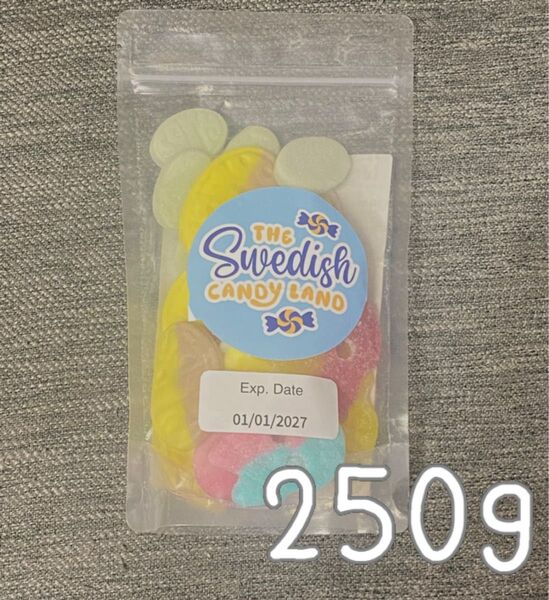 THE
Swedish
CANDY LAND
Exp. Date
01/01/2027
250g